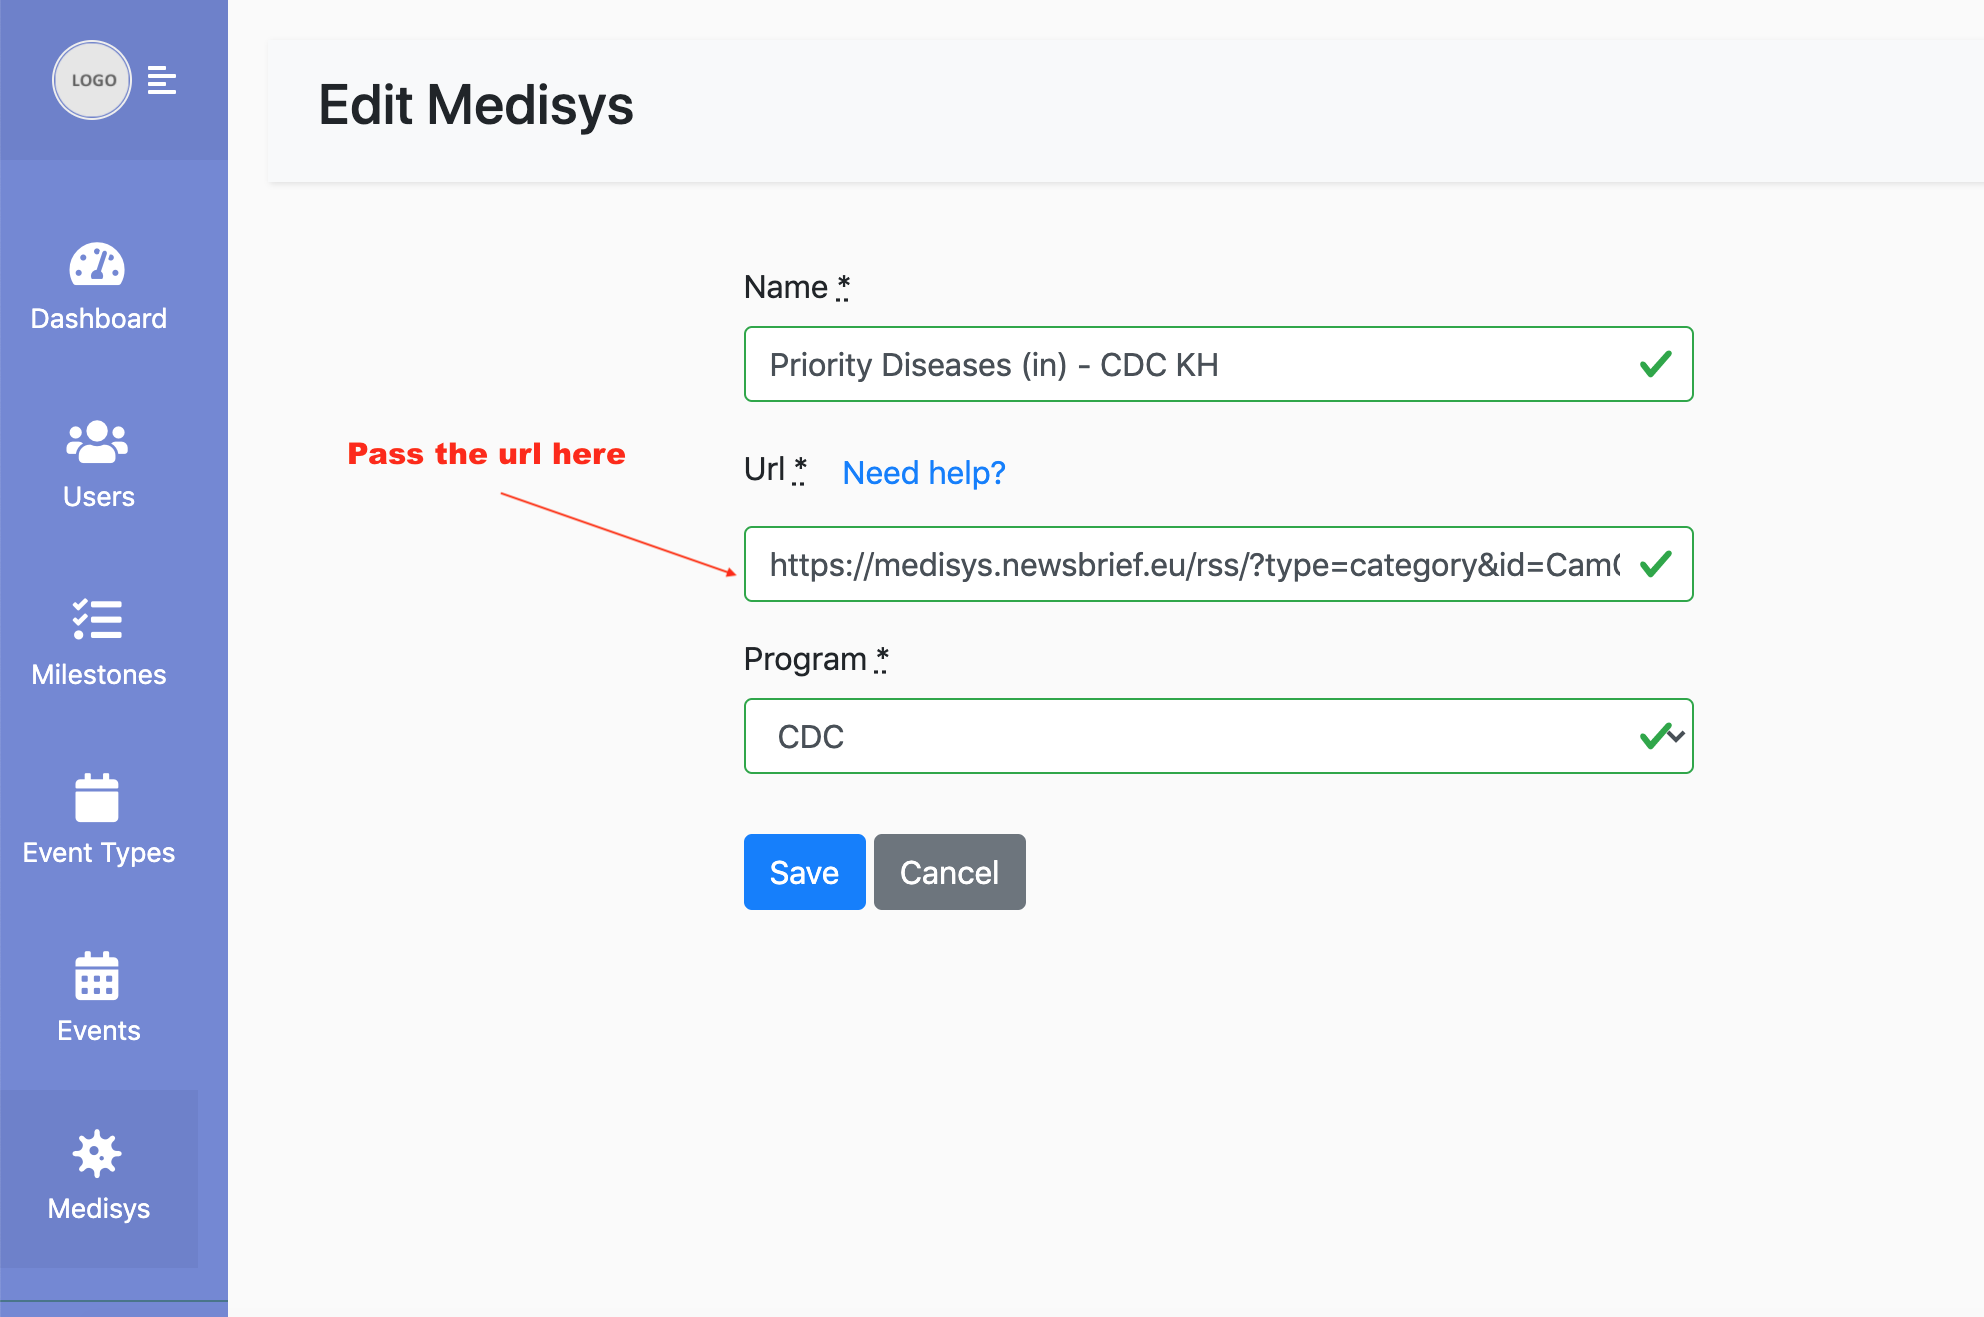 LOGO
Edit Medisys
Dashboard
Users
Milestones
Event Types
Events
Medisys
Name *
Priority Diseases (in) - CDC KH
Pass the url here
Url * Need help?
https://medisys.newsbrief.eu/rss/?type=category&id=Cam
Program *
CDC
Save Cancel